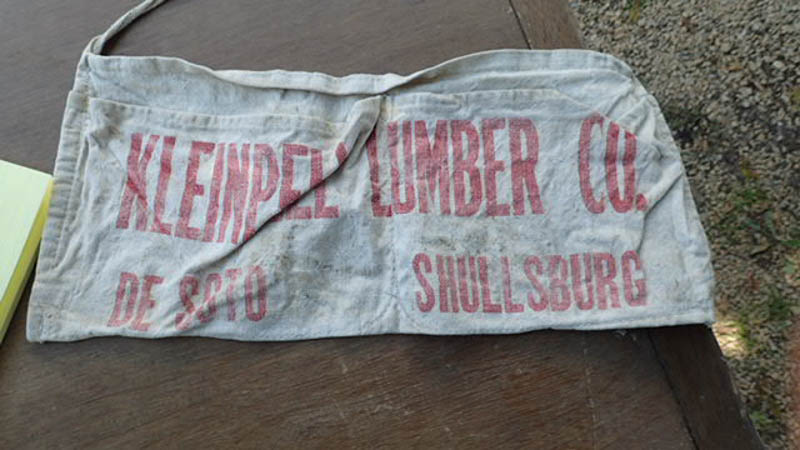 KLEINPELL LUMBER CO.
DE SOTO SHULLSBURG